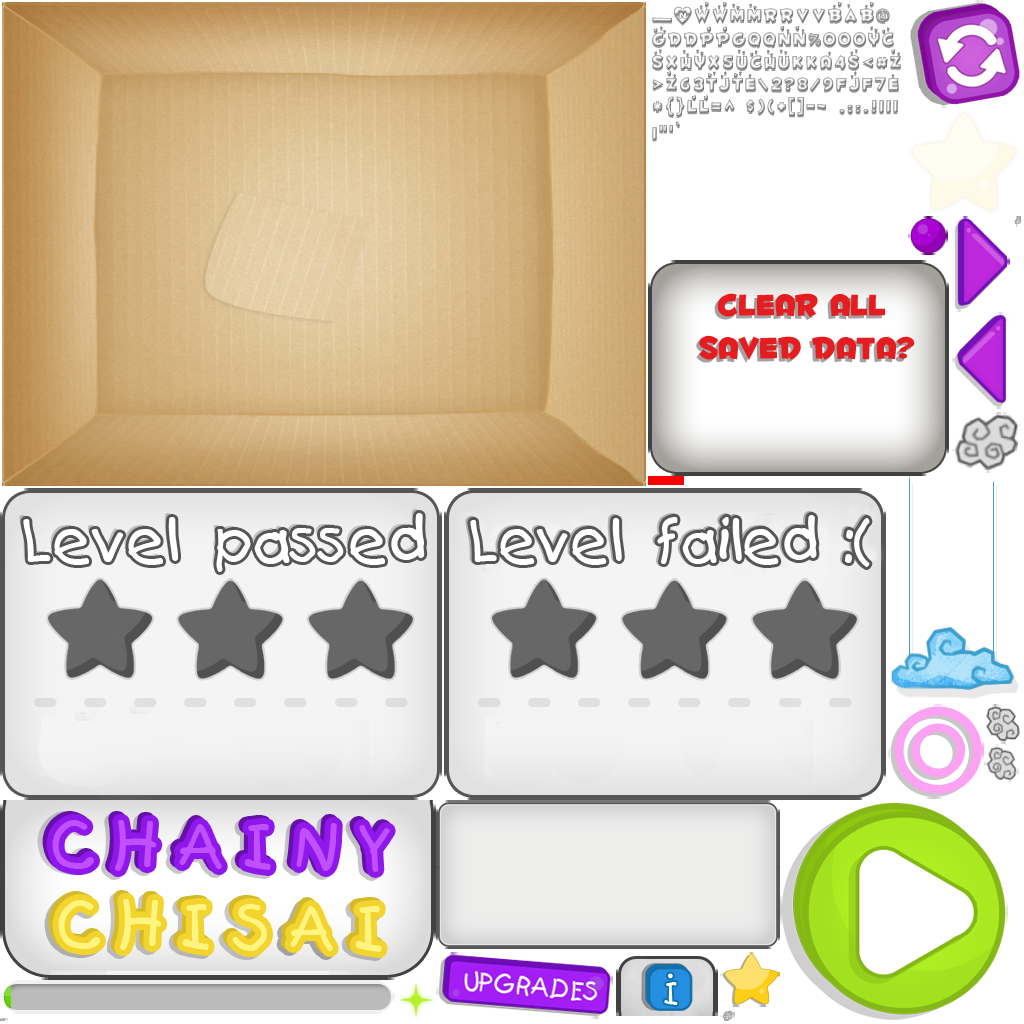 CLEAR ALL
SAVED DATA?
Level passed
Level failed :(
CHAINY
CHISAI
UPGRADES
i